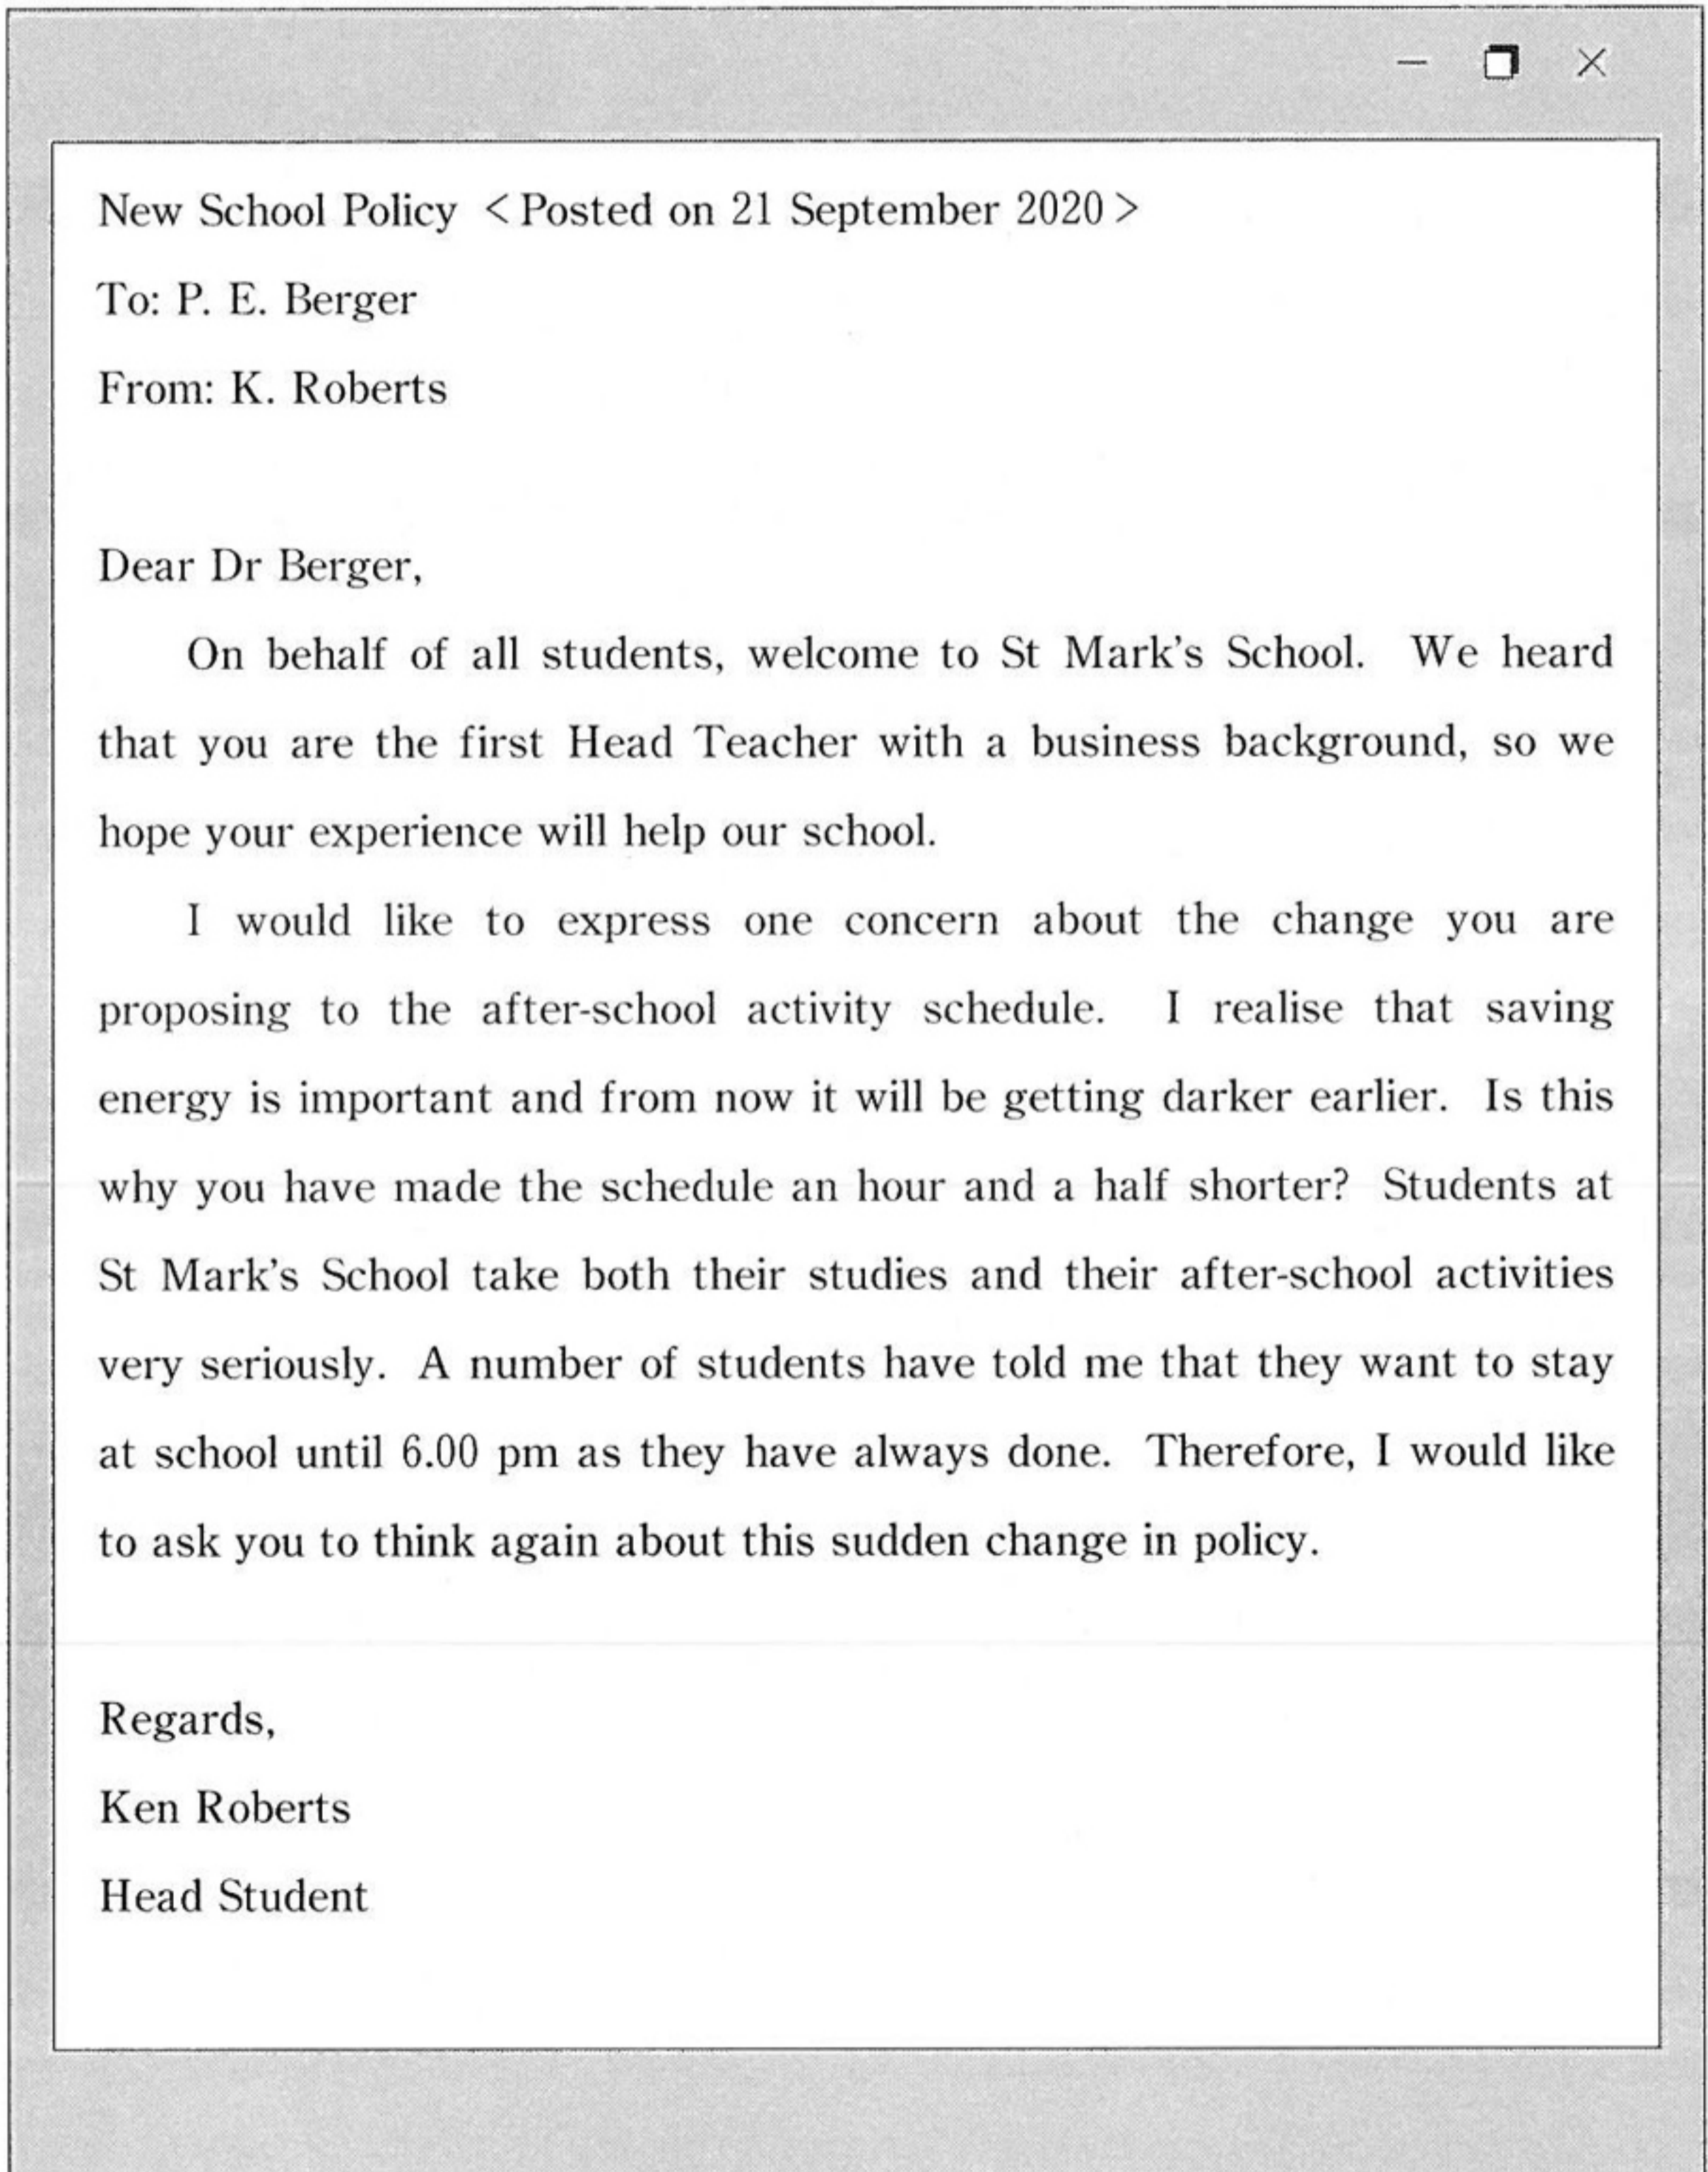 New School Policy < Posted on 21 September 2020 >
To: P. E. Berger
From: K. Roberts
Dear Dr Berger,
On behalf of all students, welcome to St Mark's School. We heard
that you are the first Head Teacher with a business background, so we
hope your experience will help our school.
I would like to express one concern about the change you are
proposing to the after-school activity schedule. I realise that saving
energy is important and from now it will be getting darker earlier. Is this
why you have made the schedule an hour and a half shorter? Students at
St Mark's School take both their studies and their after-school activities
very seriously. A number of students have told me that they want to stay
at school until 6.00 pm as they have always done. Therefore, I would like
to ask you to think again about this sudden change in policy.
Regards,
Ken Roberts
Head Student